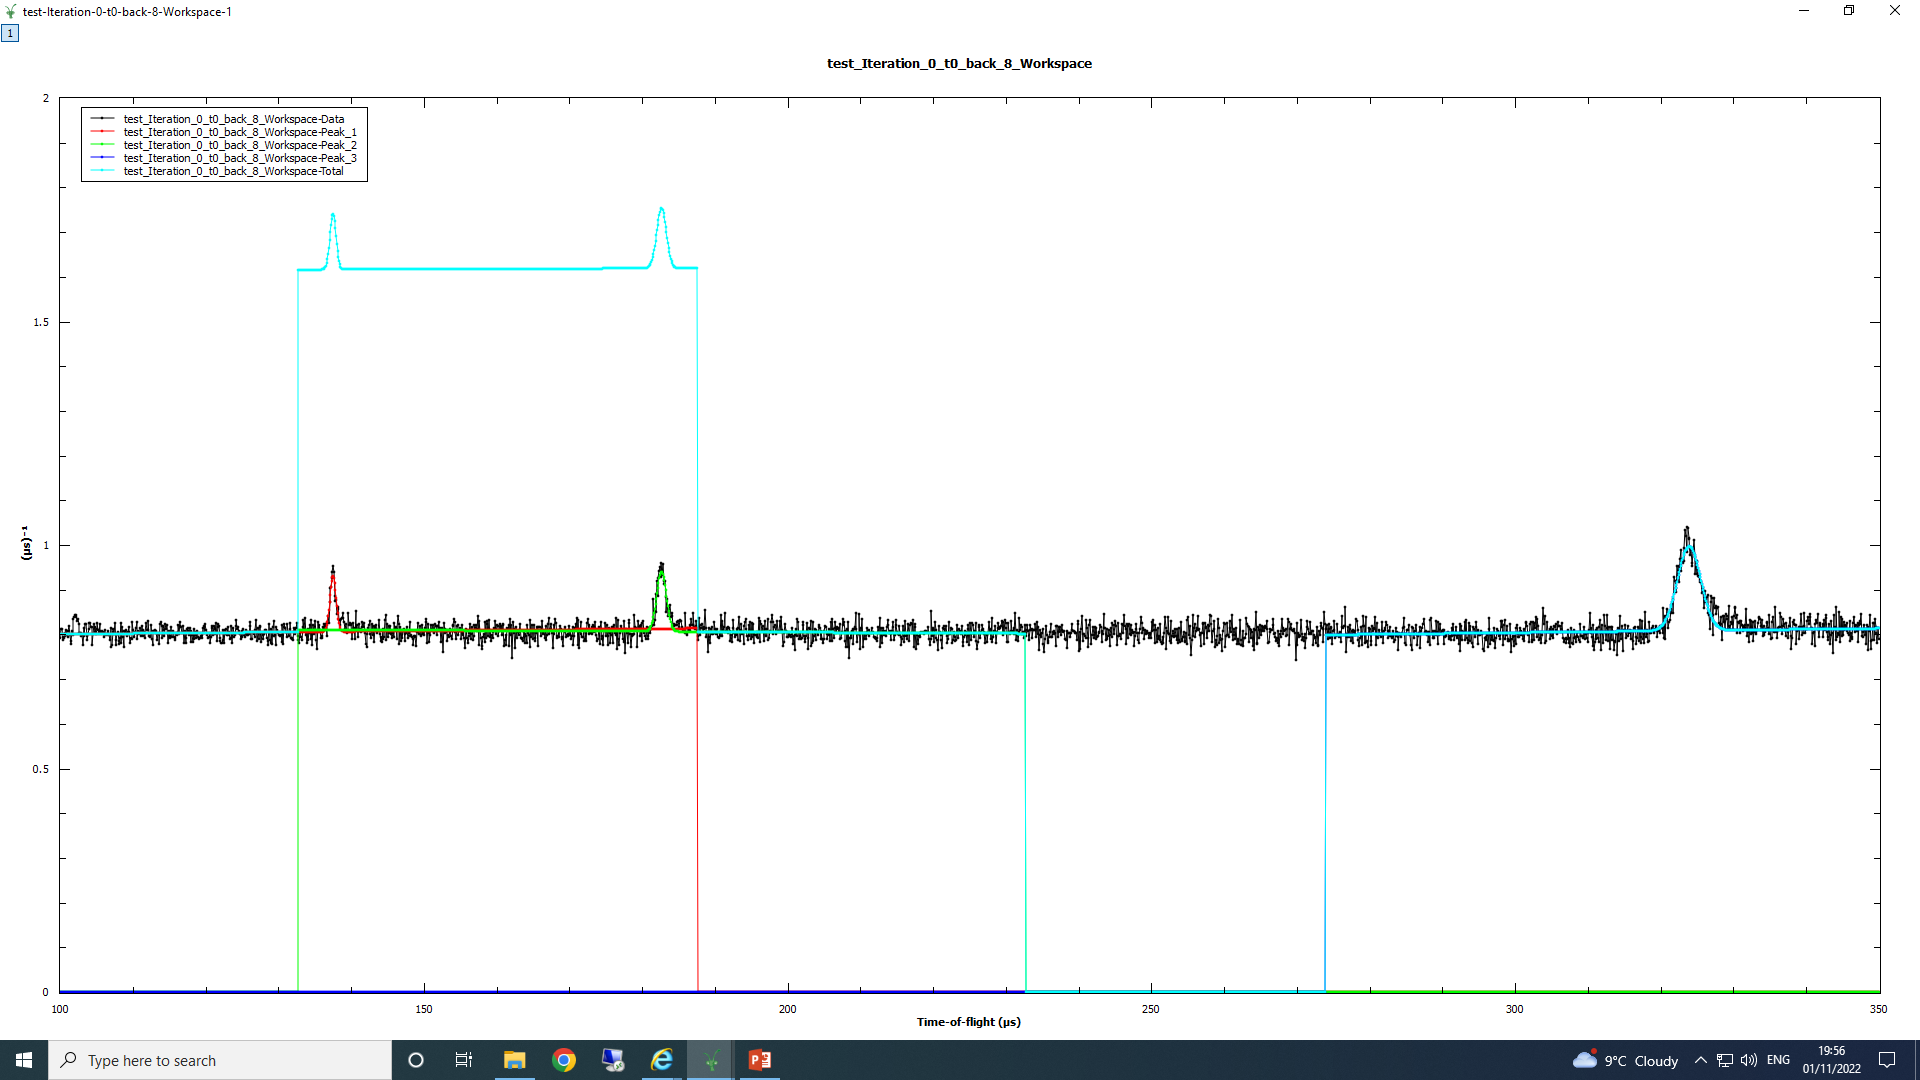 test-Iteration-0-t0-back-8-Workspace-1
1
test_Iteration_0_t0_back_8_Workspace
test_Iteration_0_t0_back_8_Workspace-Data
test_Iteration_0_t0_back_8_Workspace-Peak_1
test_Iteration_0_t0_back_8_Workspace-Peak_2
test_Iteration_0_t0_back_8_Workspace-Peak_3
test_Iteration_0_t0_back_8_Workspace-Total
2
1.5
1
0.5
0
(μs)-¹
100 150 200 250 300 350
Time-of-flight (μs)
Type here to search
9°C Cloudy
ENG
19:56
01/11/2022